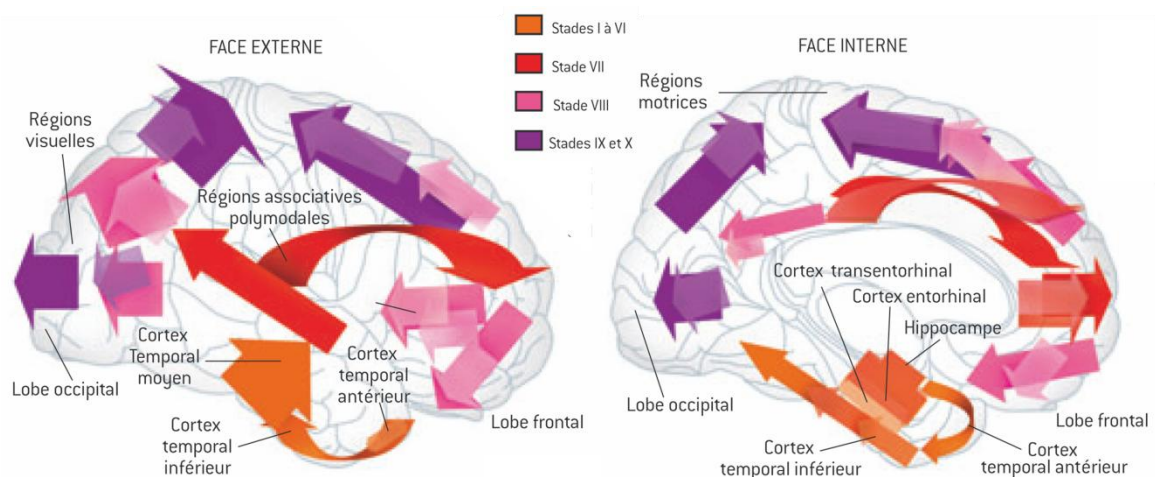 FACE EXTERNE
Stades I à VI
Stade VII
Stade VIII
Stades IX et X
FACE INTERNE
Régions
visuelles
Régions associatives
polymodales
Cortex
Temporal
moyen
Cortex
temporal
antérieur
Lobe occipital
Cortex
temporal
inférieur
Lobe frontal
Régions
motrices
Cortex transentorhinal
Cortex entorhinal
Hippocampe
Lobe occipital
Lobe frontal
Cortex
temporal inférieur
Cortex
temporal antérieur